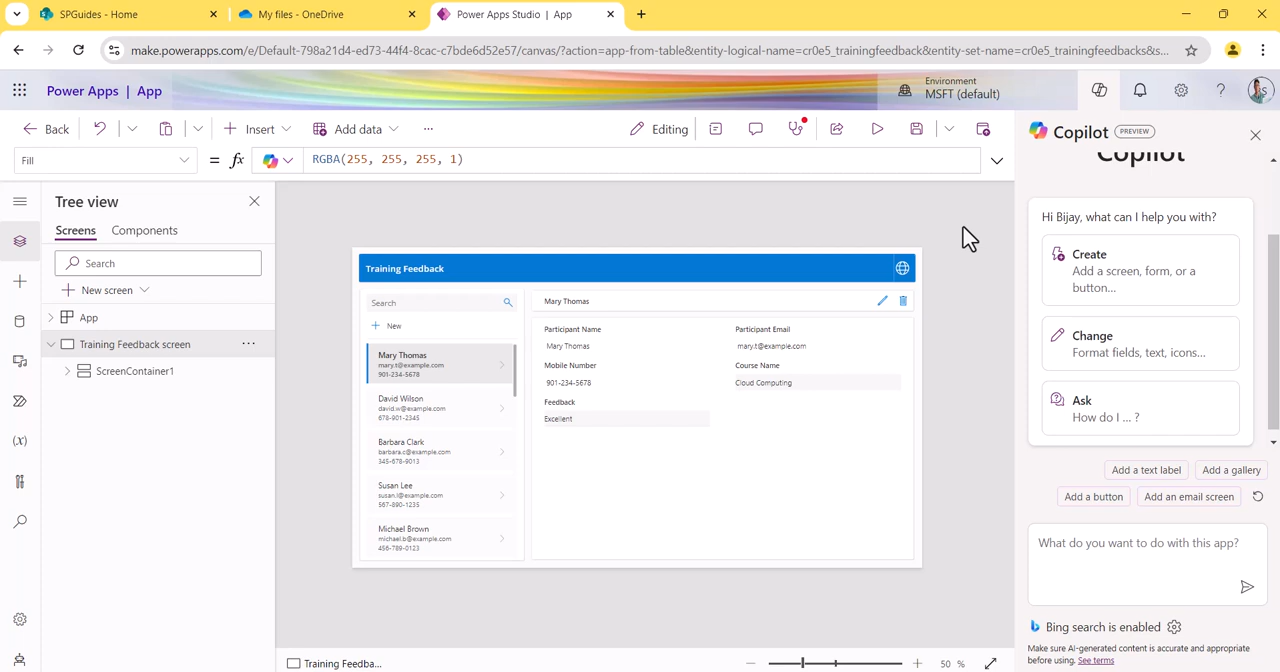 SPGuides - Home
My files - OneDrive
Power Apps Studio | App
make.powerapps.com/e/Default-798a21d4-ed73-44f4-8cac-c7bde6d52e57/canvas/?action=app-from-table&entity-logical-name=cr0e5_trainingfeedback&entity-set-name=cr0e5_trainingfeedbacks&s...
Power Apps | App
Environment
MSFT (default)
Back
Insert
Add data
...
Editing
Fill
= fx
RGBA(255, 255, 255, 1)
Tree view
Screens
Components
Search
New screen
App
Training Feedback screen
...
ScreenContainer1
Training Feedback
Search
New
Mary Thomas
mary.t@example.com
901-234-5678
David Wilson
david.w@example.com
678-901-2345
Barbara Clark
barbara.c@example.com
345-678-9013
Susan Lee
susan.l@example.com
567-890-1235
Michael Brown
michael.b@example.com
456-789-0123
Mary Thomas
Participant Name
Mary Thomas
Participant Email
mary.t@example.com
Mobile Number
901-234-5678
Course Name
Cloud Computing
Feedback
Excellent
Training Feedba...
50 %
Copilot PREVIEW
Copilot
Hi Bijay, what can I help you with?
Create
Add a screen, form, or a
button...
Change
Format fields, text, icons...
Ask
How do I ... ?
Add a text label
Add a gallery
Add a button
Add an email screen
What do you want to do with this app?
Bing search is enabled
Make sure AI-generated content is accurate and appropriate
before using. See terms